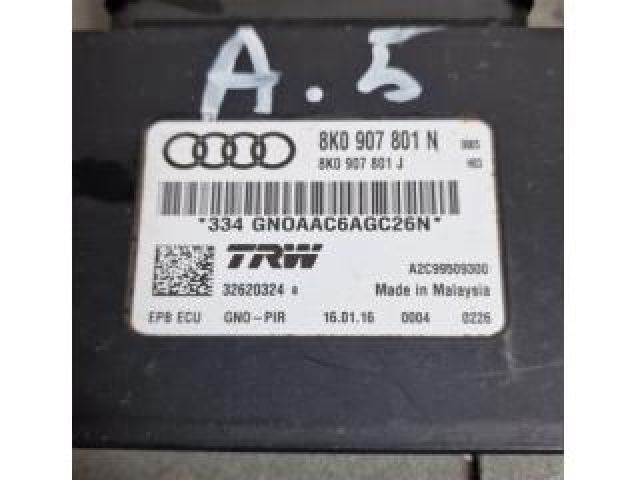 A.5
8K0 907 801 N 0005
8K0 907 801 J H05
*334 GNOAAC6AGC26N*
TRW A2C99509300
32620324 Made in Malaysia
EPB ECU GNO-PIR 16.01.16 0004 0226